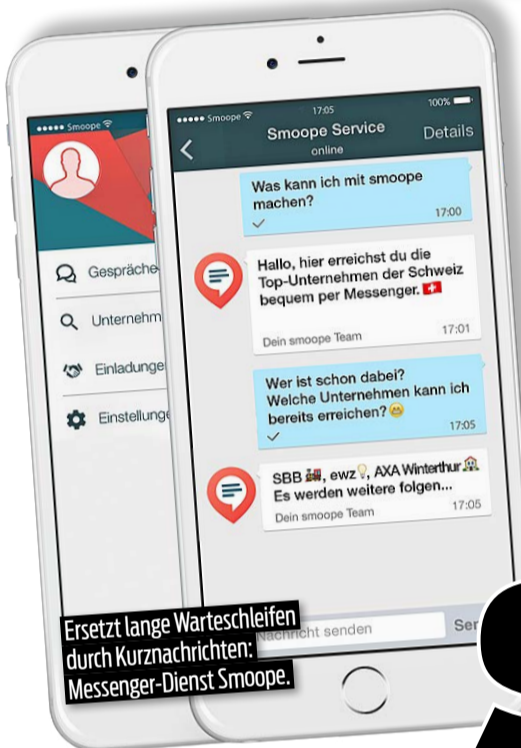 Smoope
Gespräche
Unternehm
Einladunge
Einstellunge
Smoope 17:05 100%
Smoope Service
online
Details
Was kann ich mit smoope
machen?
17:00
Hallo, hier erreichst du die
Top-Unternehmen der Schweiz
bequem per Messenger. 🇨🇭
Dein smoope Team 17:01
Wer ist schon dabei?
Welche Unternehmen kann ich
bereits erreichen? 😁
17:05
SBB 🚂, ewz💡, AXA Winterthur 🏠
Es werden weitere folgen...
Dein smoope Team 17:05
Nachricht senden
Sen
Ersetzt lange Warteschleifen
durch Kurznachrichten:
Messenger-Dienst Smoope.